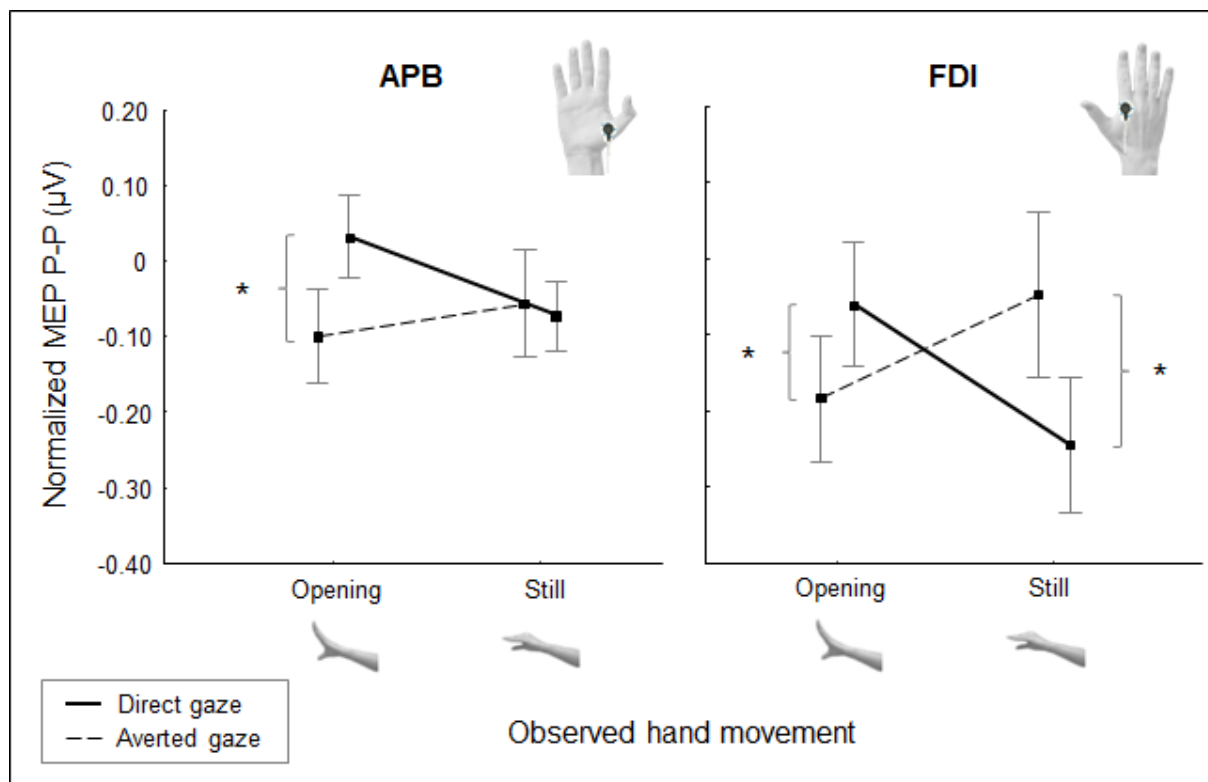 APB
FDI
Normalized MEP P-P (µV)
0.20
0.10
0
-0.10
-0.20
-0.30
-0.40
*
*
*
Opening
Still
Opening
Still
Direct gaze
Averted gaze
Observed hand movement